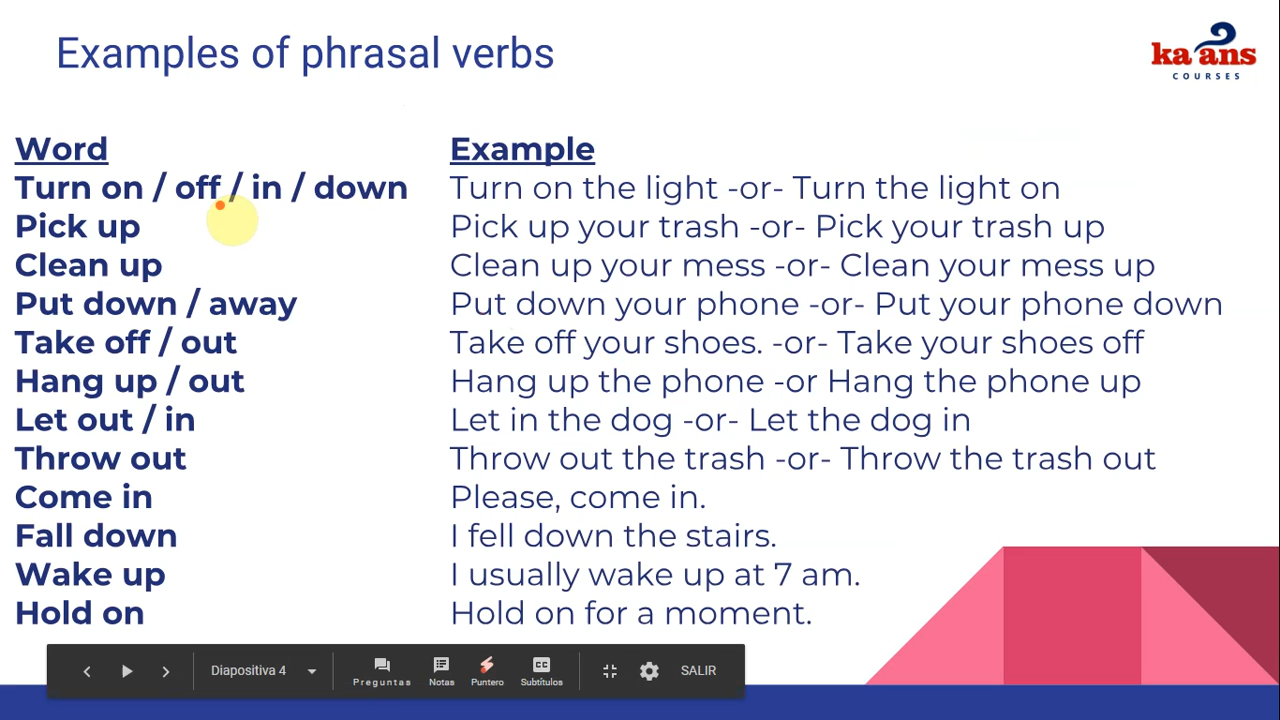 Examples of phrasal verbs
ka ans
COURSES
Word
Example
Turn on / off / in / down
Turn on the light -or- Turn the light on
Pick up
Pick up your trash -or- Pick your trash up
Clean up
Clean up your mess -or- Clean your mess up
Put down / away
Put down your phone -or- Put your phone down
Take off / out
Take off your shoes. -or- Take your shoes off
Hang up / out
Hang up the phone -or Hang the phone up
Let out / in
Let in the dog -or- Let the dog in
Throw out
Throw out the trash -or- Throw the trash out
Come in
Please, come in.
Fall down
I fell down the stairs.
Wake up
I usually wake up at 7 am.
Hold on
Hold on for a moment.
Diapositiva 4
Preguntas
Notas
Puntero
CC
Subtítulos
SALIR